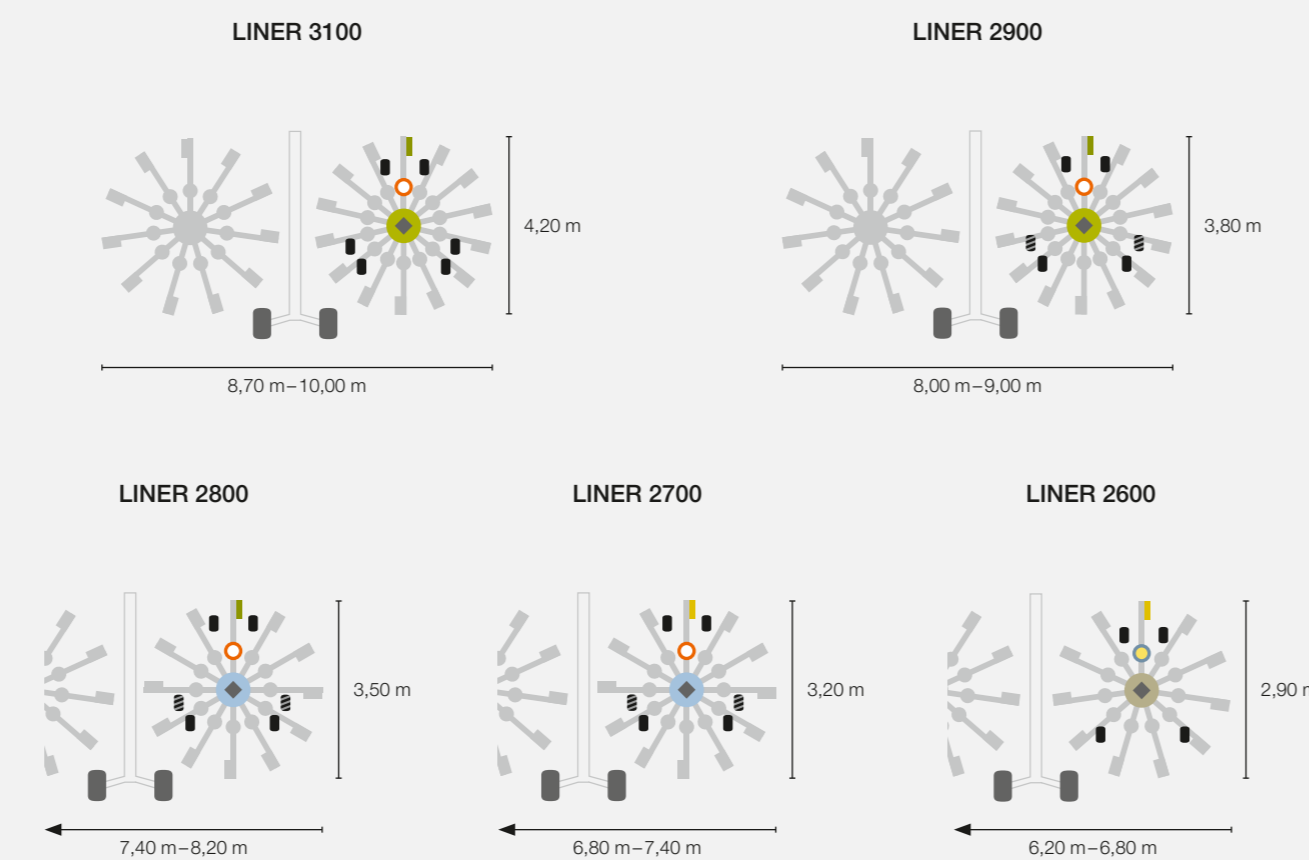 LINER 3100
LINER 2900
4,20 m
3,80 m
8,70 m–10,00 m
8,00 m–9,00 m
LINER 2800
LINER 2700
LINER 2600
3,50 m
3,20 m
2,90 m
7,40 m–8,20 m
6,80 m–7,40 m
6,20 m–6,80 m